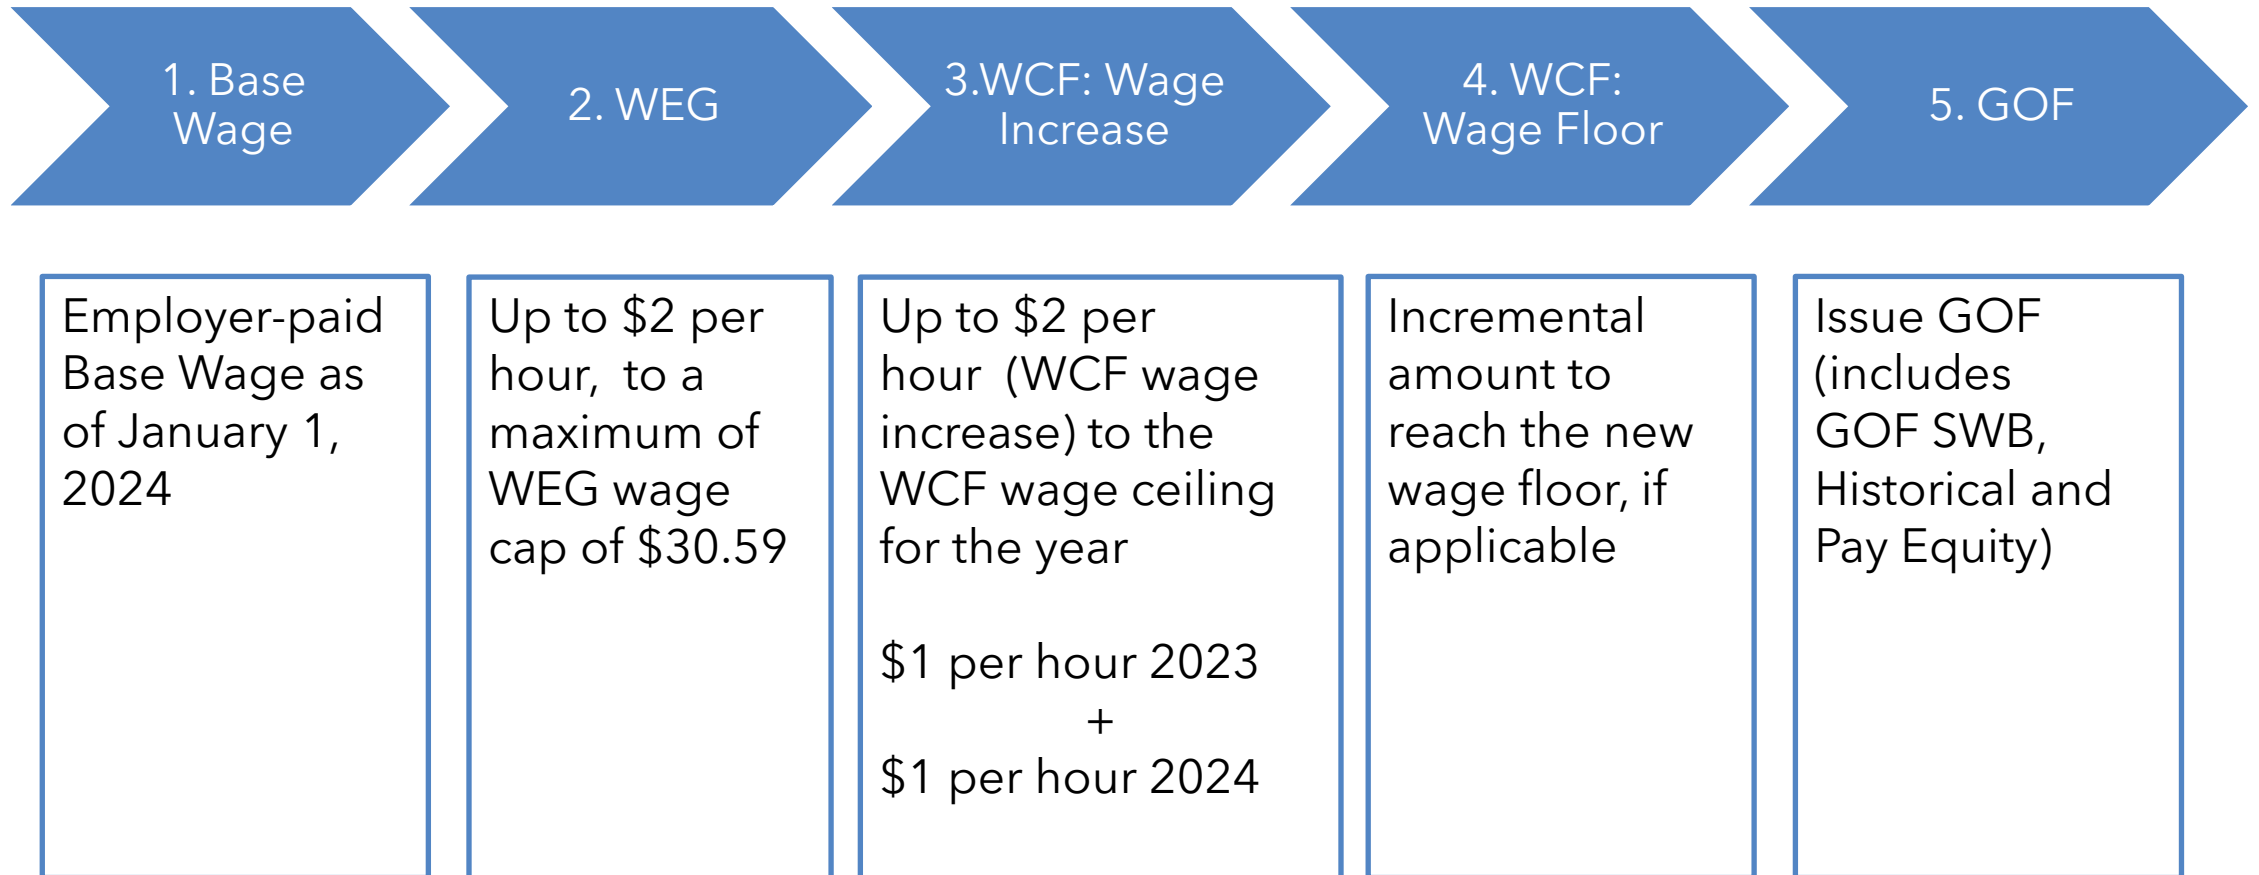 1. Base
Wage
2. WEG
3.WCF: Wage
Increase
4. WCF:
Wage Floor
5. GOF
Employer-paid
Base Wage as
of January 1,
2024
Up to $2 per
hour,  to a
maximum of
WEG wage
cap of $30.59
Up to $2 per
hour  (WCF wage
increase) to the
WCF wage ceiling
for the year
$1 per hour 2023
+
$1 per hour 2024
Incremental
amount to
reach the new
wage floor, if
applicable
Issue GOF
(includes
GOF SWB,
Historical and
Pay Equity)